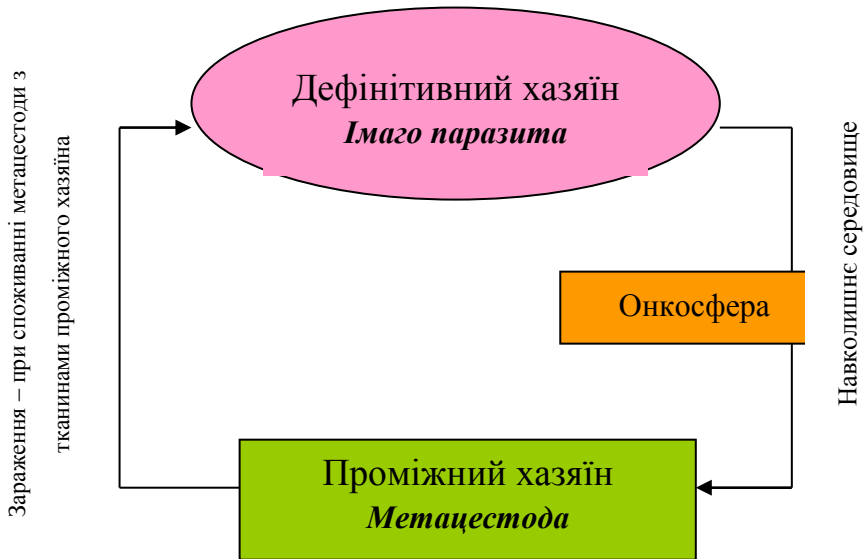 Дефінітивний хазяїн
Імаго паразита
Зараження – при споживанні метацестоди з
тканинами проміжного хазяїна
Навколишнє середовище
Онкосфера
Проміжний хазяїн
Метацестода